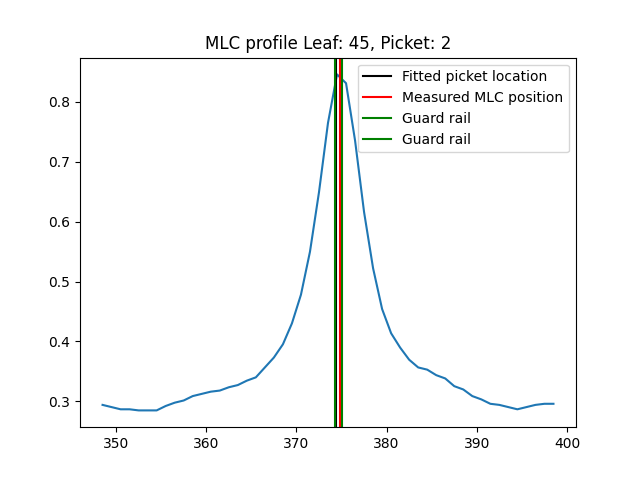 MLC profile Leaf: 45, Picket: 2
Fitted picket location
Measured MLC position
Guard rail
Guard rail
0.8
0.7
0.6
0.5
0.4
0.3
350 360 370 380 390 400